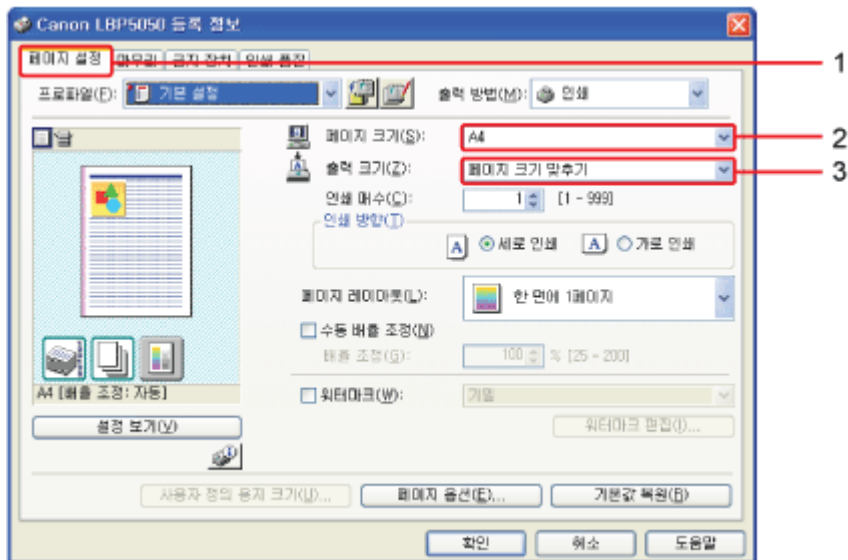 Canon LBP5050 등록 정보
페이지 설정 마무리 급지 장치 인쇄 품질
1
프로파일(F): 기본 설정 출력 방법(M): 인쇄
페이지 크기(S): A4
2
출력 크기(Z): 페이지 크기 맞추기
3
인쇄 매수(C): 1 [1 - 999]
인쇄 방향(T)
A 세로 인쇄 A 가로 인쇄
페이지 레이아웃(L): 한 면에 1페이지
수동 배율 조정(N)
배율 조정(G): 100 % [25 - 200]
A4 [배율 조정: 자동]
워터마크(W): 기밀
설정 보기(V)
워터마크 편집(I)...
사용자 정의 용지 크기(U)... 페이지 옵션(E)... 기본값 복원(R)
확인 취소 도움말